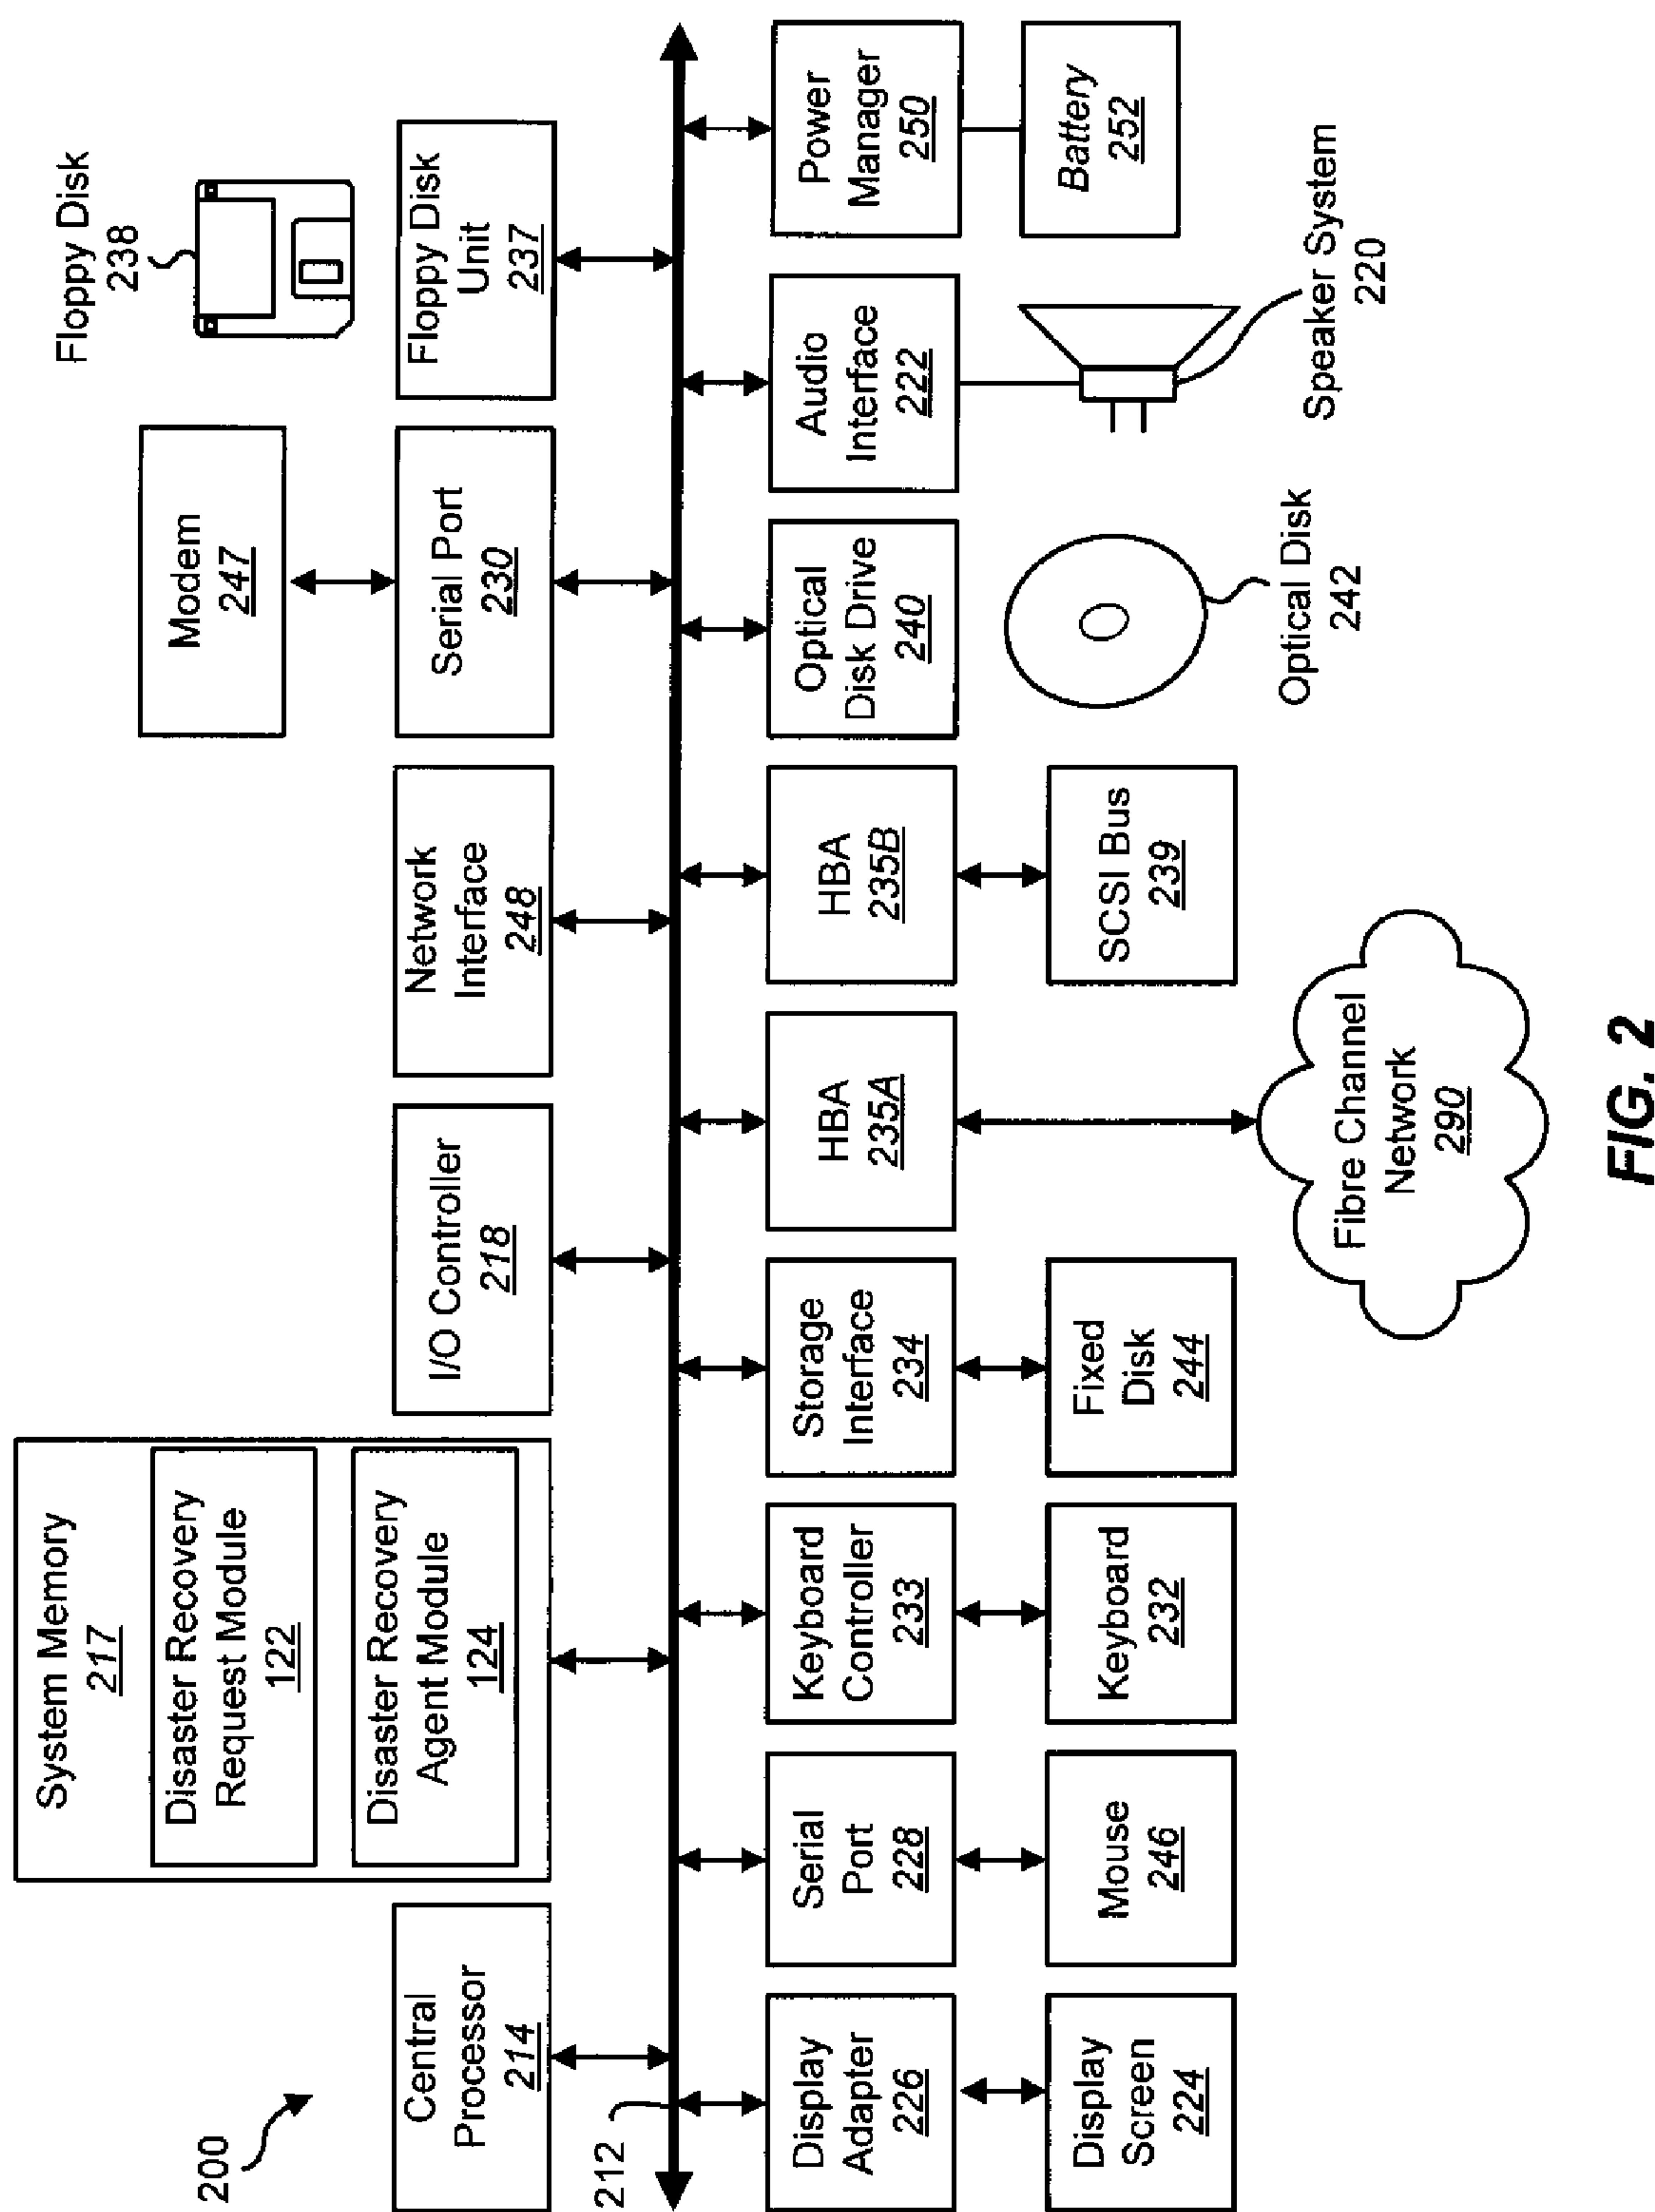 200
Central
Processor
214
System Memory
217
Disaster Recovery
Request Module
122
Disaster Recovery
Agent Module
124
I/O Controller
218
Network
Interface
248
Modem
247
Serial Port
230
Floppy Disk
238
Floppy Disk
Unit
237
212
Display
Adapter
226
Serial
Port
228
Keyboard
Controller
233
Storage
Interface
234
HBA
235A
HBA
235B
Optical
Disk Drive
240
Audio
Interface
222
Power
Manager
250
Display
Screen
224
Mouse
246
Keyboard
232
Fixed
Disk
244
Fibre Channel
Network
290
SCSI Bus
239
Optical Disk
242
Speaker System
220
Battery
252
FIG. 2